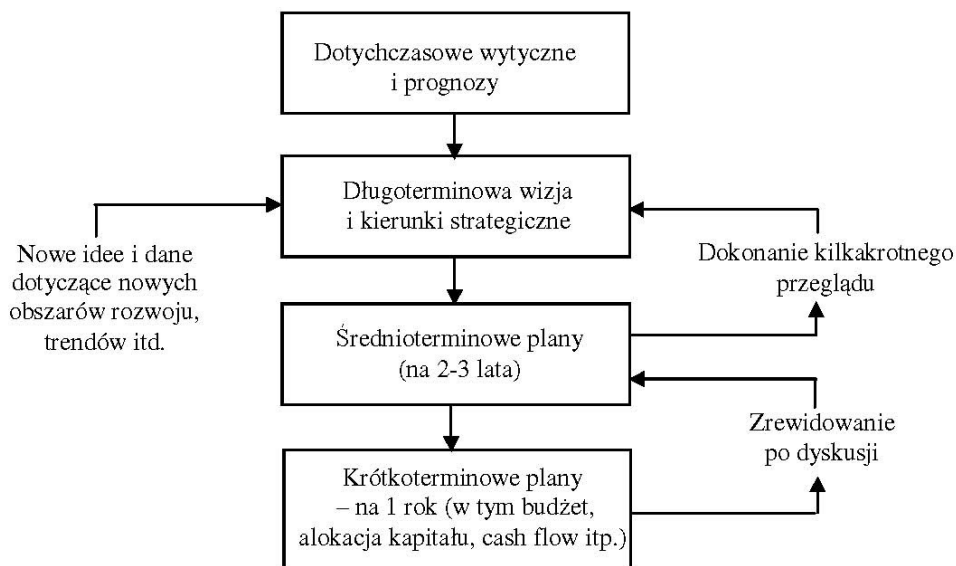 Dotychczasowe wytyczne
i prognozy
Długoterminowa wizja
i kierunki strategiczne
Nowe idee i dane
dotyczące nowych
obszarów rozwoju,
trendów itd.
Dokonanie kilkakrotnego
przeglądu
Średnioterminowe plany
(na 2-3 lata)
Zrewidowanie
po dyskusji
Krótkoterminowe plany
– na 1 rok (w tym budżet,
alokacja kapitału, cash flow itp.)